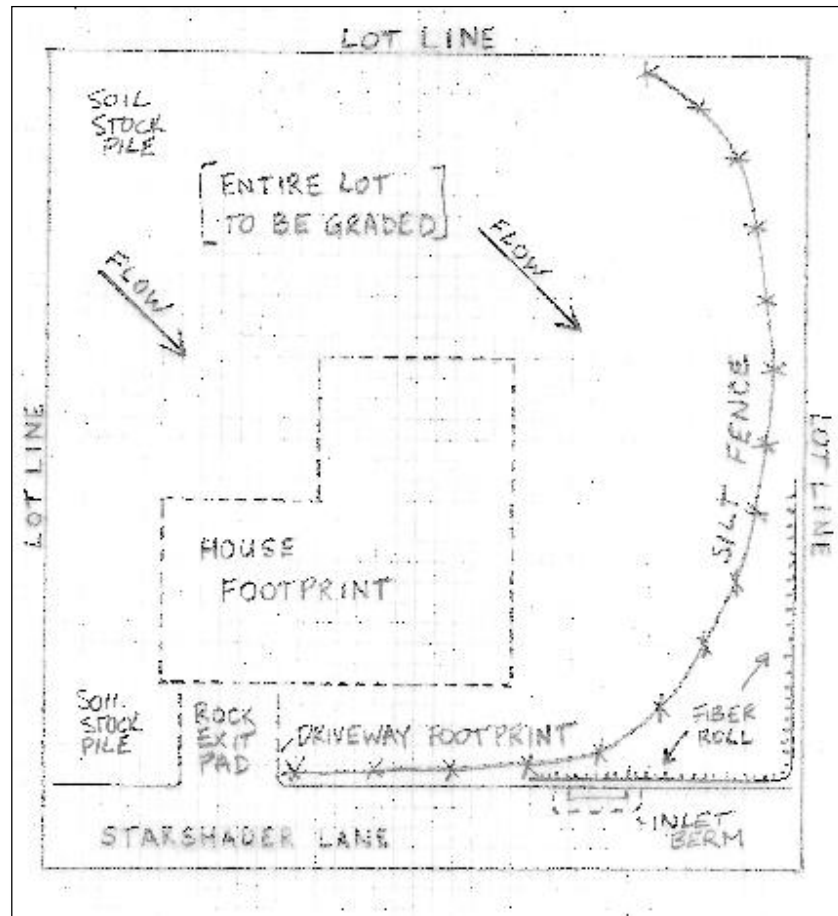 LOT LINE
SOIL
STOCK
PILE
ENTIRE LOT
TO BE GRADED
FLOW
FLOW
LOT LINE
SILT FENCE
LOT LINE
HOUSE
FOOTPRINT
SOIL
STOCK
PILE
ROCK
EXIT
PAD
DRIVEWAY FOOTPRINT
FIBER
ROLL
STARSHADER LANE
INLET
BERM